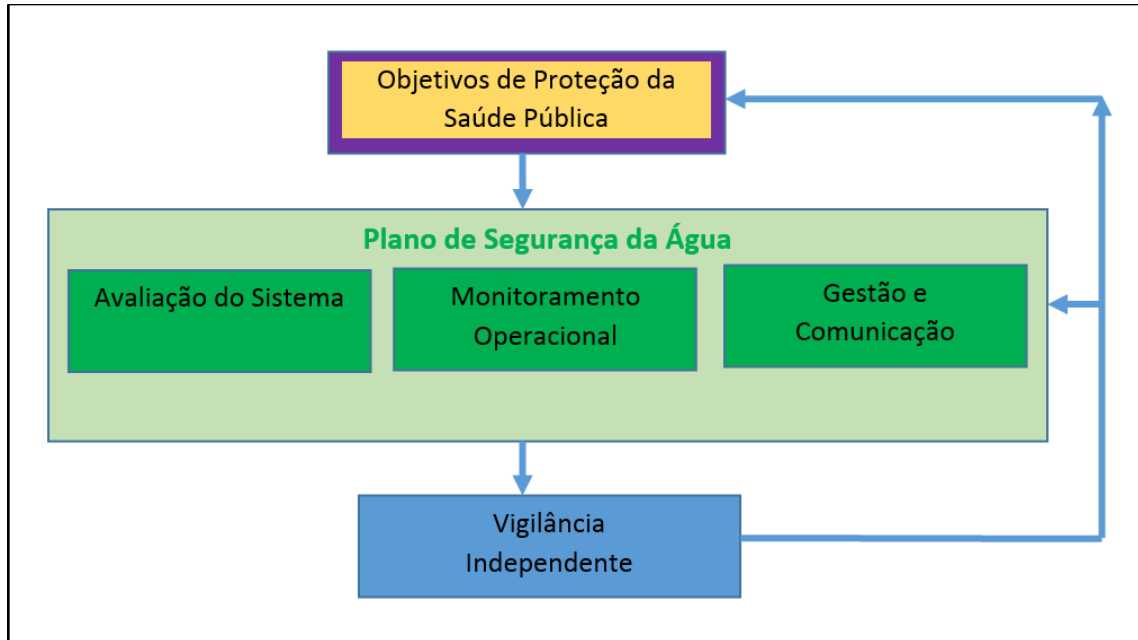 Objetivos de Proteção da
Saúde Pública
Plano de Segurança da Água
Avaliação do Sistema
Monitoramento
Operacional
Gestão e
Comunicação
Vigilância
Independente